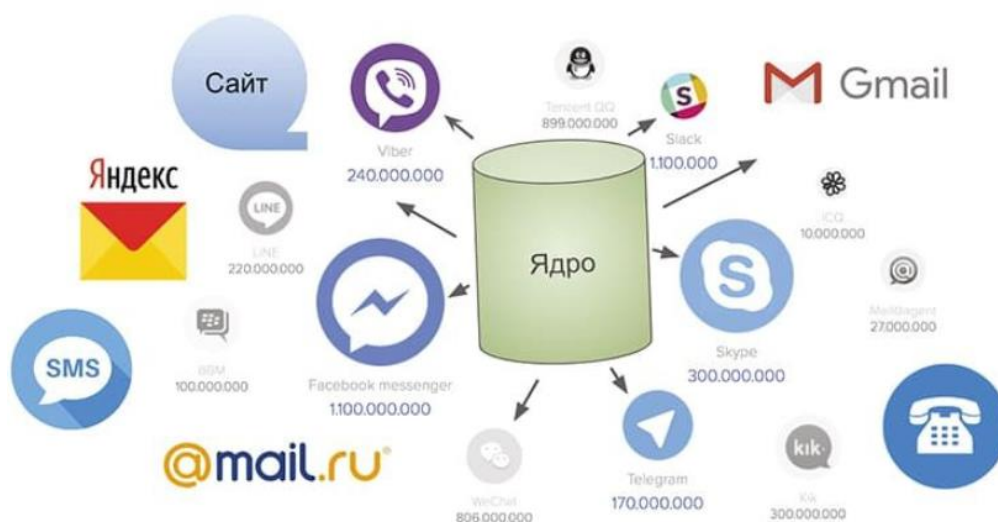 Сайт
Viber
240.000.000
Tencent QQ
899.000.000
S
Slack
1.100.000
Gmail
Яндекс
LINE
LINE
220.000.000
Ядро
ICQ
10.000.000
27.000.000
SMS
BBM
100.000.000
Facebook messenger
1.100.000.000
S
Skype
300.000.000
@mail.ru
WeChat
806.000.000
Telegram
170.000.000
kik
Kik
300.000.000